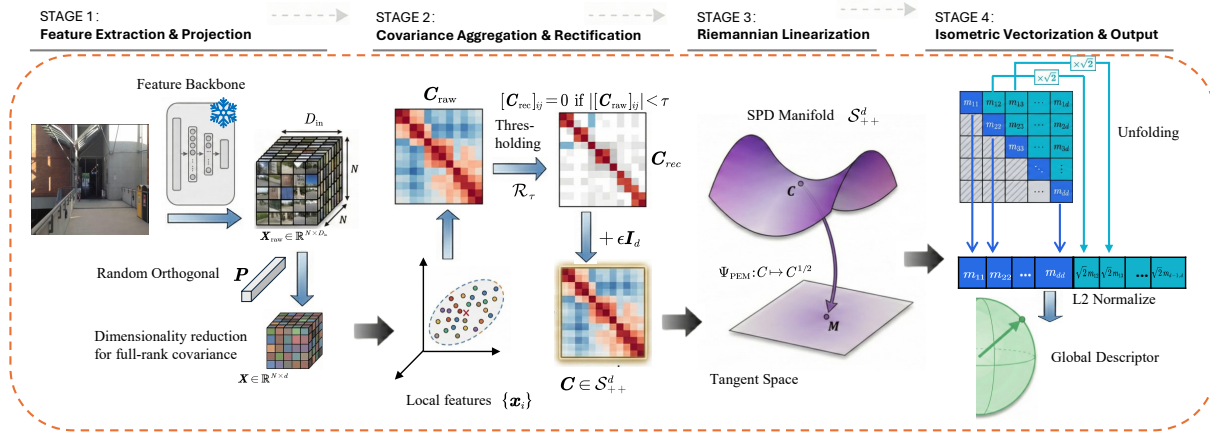 STAGE 1:
Feature Extraction & Projection
STAGE 2:
Covariance Aggregation & Rectification
STAGE 3:
Riemannian Linearization
STAGE 4:
Isometric Vectorization & Output
Feature Backbone
D_in
N
N
X_raw ∈ ℝ^{N×D_in}
Random Orthogonal
P
Dimensionality reduction
for full-rank covariance
X ∈ ℝ^{N×d}
C_raw
[C_rec]_ij = 0 if |[C_raw]_ij| < τ
Thres-
holding
R_τ
C_rec
+ ϵI_d
C ∈ S^d_{++}
Local features {x_i}
SPD Manifold S^d_{++}
C
Ψ_PEM : C ↦ C^{1/2}
M
Tangent Space
×√2
×√2
m_11 m_12 m_13 ⋯ m_1d
m_22 m_23 ⋯ m_2d
m_33 ⋯ m_3d
⋱ ⋮
⋯ m_dd
Unfolding
m_11 m_22 ••• m_dd √2m_12 √2m_13 ••• √2m_{d-1,d}
L2 Normalize
Global Descriptor